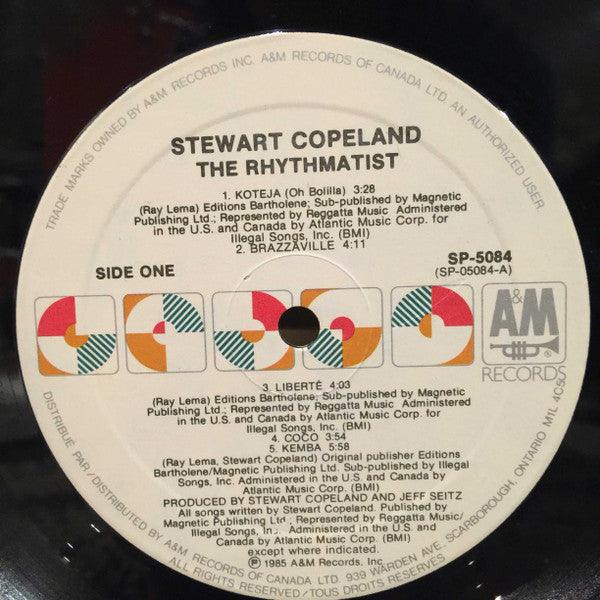 TRADE MARKS OWNED BY A&M RECORDS INC. A&M RECORDS OF CANADA LTD. AN AUTHORIZED USER
STEWART COPELAND
THE RHYTHMATIST
1. KOTEJA (Oh Bolilla) 3:28
(Ray Lema) Editions Bartholene; Sub-published by Magnetic
Publishing Ltd.; Represented by Reggatta Music Administered
in the U.S. and Canada by Atlantic Music Corp. for
Illegal Songs, Inc. (BMI)
2. BRAZZAVILLE 4:11
SIDE ONE
SP-5084
(SP-05084-A)
A&M
RECORDS
3. LIBERTÉ 4:03
(Ray Lema) Editions Bartholene; Sub-published by Magnetic
Publishing Ltd.; Represented by Reggatta Music Administered
in the U.S. and Canada by Atlantic Music Corp. for
Illegal Songs, Inc. (BMI)
4. COCO 3:54
5. KEMBA 5:58
(Ray Lema, Stewart Copeland) Original publisher Editions
Bartholene/Magnetic Publishing Ltd. Sub-published by Illegal
Songs, Inc. Administered in the U.S. and Canada by
Atlantic Music Corp. (BMI)
PRODUCED BY STEWART COPELAND AND JEFF SEITZ
All songs written by Stewart Copeland. Published by
Magnetic Publishing Ltd.; Represented by Reggatta Music/
Illegal Songs, Inc. Administered in the U.S. and
Canada by Atlantic Music Corp. (BMI)
except where indicated.
℗ 1985 A&M Records, Inc.
DISTRIBUÉ PAR/DISTRIBUTED BY A&M RECORDS OF CANADA LTD. 939 WARDEN AVE. SCARBOROUGH, ONTARIO M1L 4C5
ALL RIGHTS RESERVED/TOUS DROITS RESERVÉS